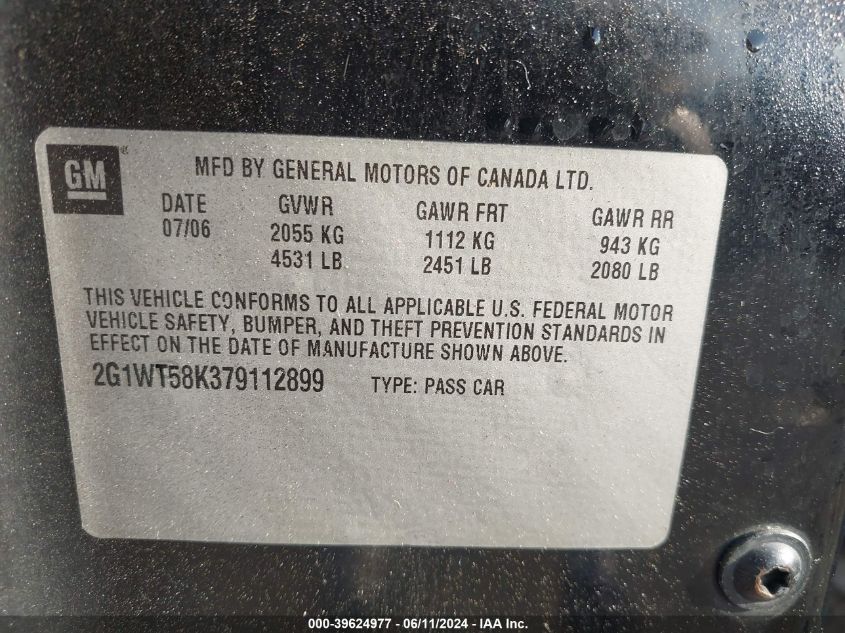 GM®
MFD BY GENERAL MOTORS OF CANADA LTD.
DATE GVWR GAWR FRT GAWR RR
07/06 2055 KG 1112 KG 943 KG
4531 LB 2451 LB 2080 LB
THIS VEHICLE CONFORMS TO ALL APPLICABLE U.S. FEDERAL MOTOR
VEHICLE SAFETY, BUMPER, AND THEFT PREVENTION STANDARDS IN
EFFECT ON THE DATE OF MANUFACTURE SHOWN ABOVE.
2G1WT58K379112899 TYPE: PASS CAR
000-39624977 - 06/11/2024 - IAA Inc.